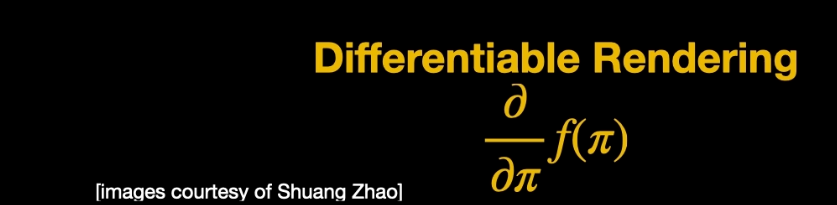 Differentiable Rendering
∂
∂π f(π)
[images courtesy of Shuang Zhao]